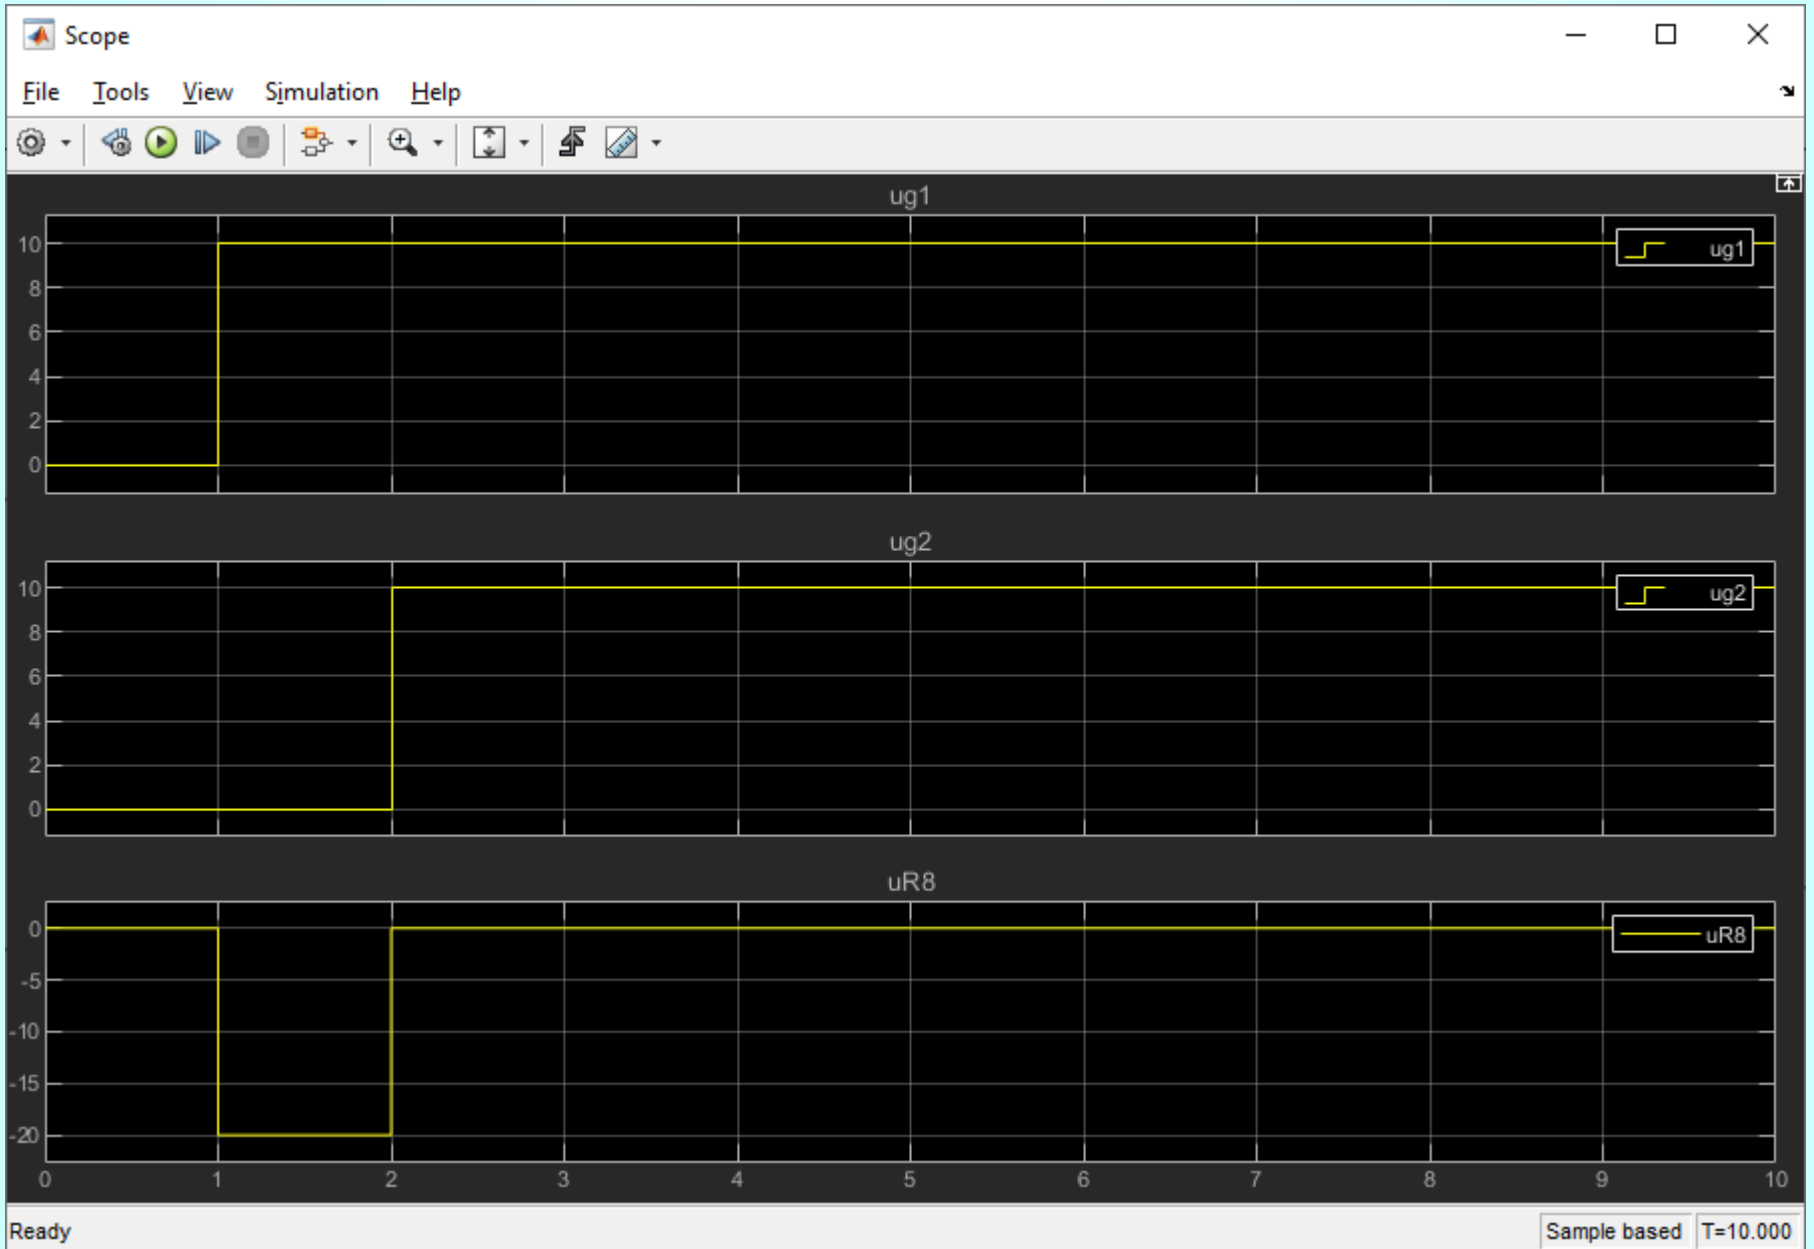 Scope
File Tools View Simulation Help
ug1
10
8
6
4
2
0
ug1
ug2
10
8
6
4
2
0
ug2
uR8
0
-5
-10
-15
-20
uR8
0 1 2 3 4 5 6 7 8 9 10
Ready Sample based T=10.000